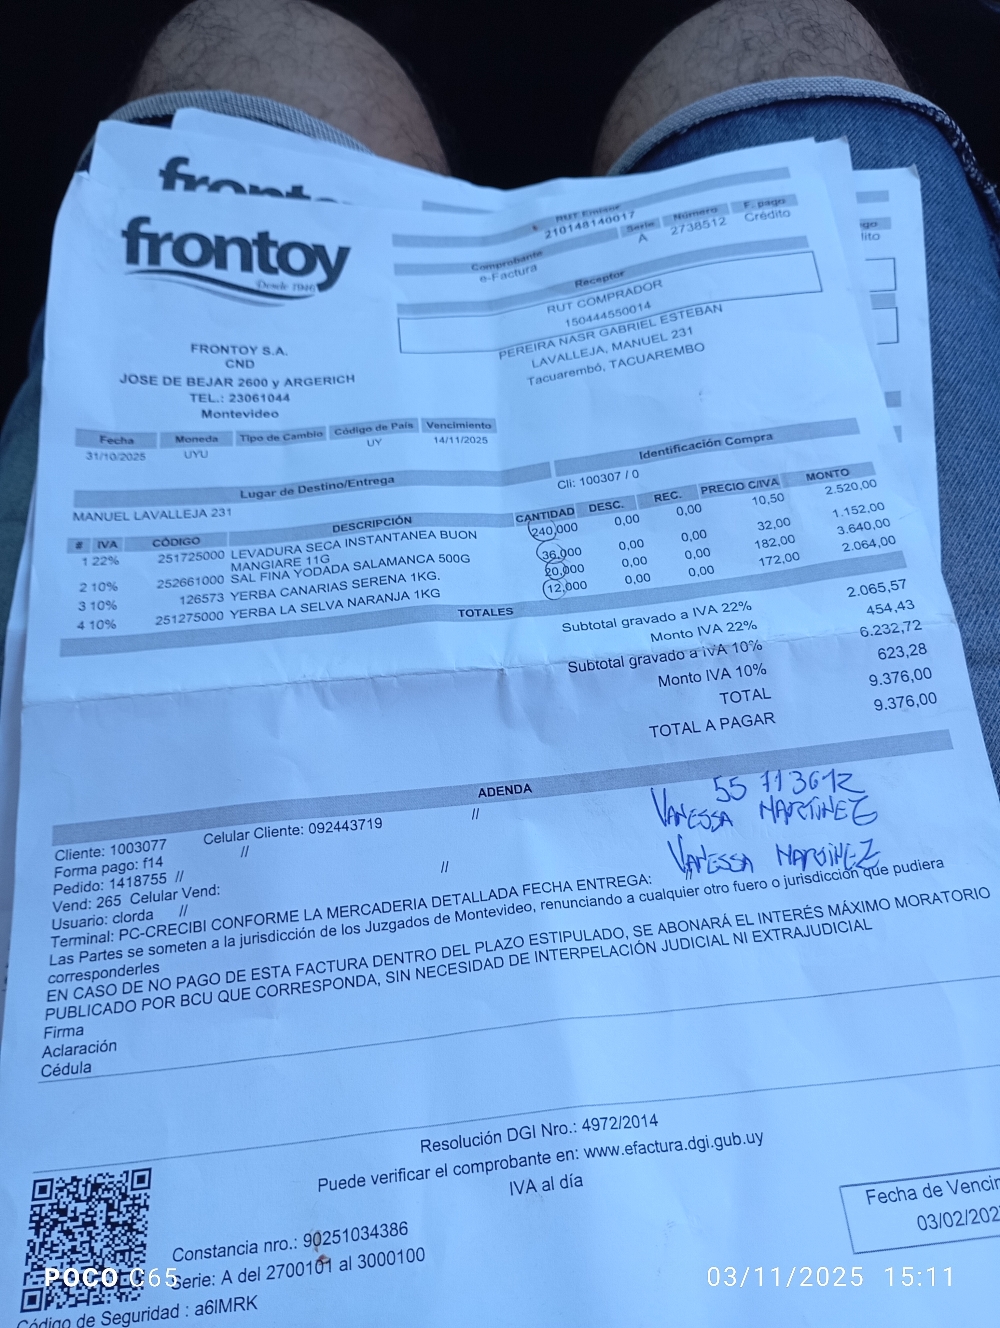 frontoy
frontoy
Desde 1946
RUT Emisor
210148140017
Serie
Número
F. pago
A
2738512
Crédito
Comprobante
e-Factura
Receptor
RUT COMPRADOR
150444550014
PEREIRA NASR GABRIEL ESTEBAN
LAVALLEJA, MANUEL 231
Tacuarembó, TACUAREMBO
FRONTOY S.A.
CND
JOSE DE BEJAR 2600 y ARGERICH
TEL.: 23061044
Montevideo
Fecha Moneda Tipo de Cambio Código de País Vencimiento
31/10/2025 UYU UY 14/11/2025
Lugar de Destino/Entrega Identificación Compra
MANUEL LAVALLEJA 231 Cli: 100307 / 0
# IVA CÓDIGO DESCRIPCIÓN CANTIDAD DESC. REC. PRECIO C/IVA MONTO
1 22% 251725000 LEVADURA SECA INSTANTANEA BUON 240,000 0,00 0,00 10,50 2.520,00
MANGIARE 11G
2 10% 252661000 SAL FINA YODADA SALAMANCA 500G 36,000 0,00 0,00 32,00 1.152,00
3 10% 126573 YERBA CANARIAS SERENA 1KG. 20,000 0,00 0,00 182,00 3.640,00
4 10% 251275000 YERBA LA SELVA NARANJA 1KG 12,000 0,00 0,00 172,00 2.064,00
TOTALES
Subtotal gravado a IVA 22% 2.065,57
Monto IVA 22% 454,43
Subtotal gravado a IVA 10% 6.232,72
Monto IVA 10% 623,28
TOTAL 9.376,00
TOTAL A PAGAR 9.376,00
ADENDA
55 113612
VANESSA MARTINEZ
VANESSA MARTINEZ
Cliente: 1003077 Celular Cliente: 092443719 //
Forma pago: f14 //
Pedido: 1418755 //
Vend: 265 Celular Vend: //
Usuario: clorda //
Terminal: PC-CRECIBI CONFORME LA MERCADERIA DETALLADA FECHA ENTREGA:
Las Partes se someten a la jurisdicción de los Juzgados de Montevideo, renunciando a cualquier otro fuero o jurisdicción que pudiera
corresponderles
EN CASO DE NO PAGO DE ESTA FACTURA DENTRO DEL PLAZO ESTIPULADO, SE ABONARÁ EL INTERÉS MÁXIMO MORATORIO
PUBLICADO POR BCU QUE CORRESPONDA, SIN NECESIDAD DE INTERPELACIÓN JUDICIAL NI EXTRAJUDICIAL
Firma
Aclaración
Cédula
Resolución DGI Nro.: 4972/2014
Puede verificar el comprobante en: www.efactura.dgi.gub.uy
IVA al día
Fecha de Vencim
03/02/202
Constancia nro.: 90251034386
Serie: A del 2700101 al 3000100
Código de Seguridad : a6IMRK
POCO C65
03/11/2025 15:11